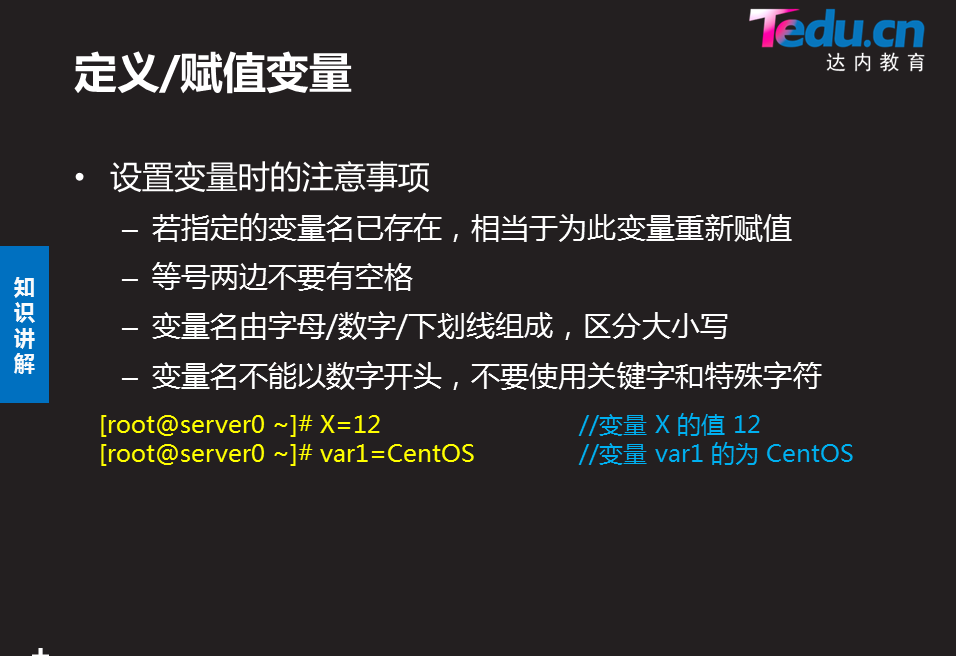 Tedu.cn
达内教育
定义/赋值变量
• 设置变量时的注意事项
– 若指定的变量名已存在，相当于为此变量重新赋值
– 等号两边不要有空格
– 变量名由字母/数字/下划线组成，区分大小写
– 变量名不能以数字开头，不要使用关键字和特殊字符
知识讲解
[root@server0 ~]# X=12 //变量 X 的值 12
[root@server0 ~]# var1=CentOS //变量 var1 的为 CentOS